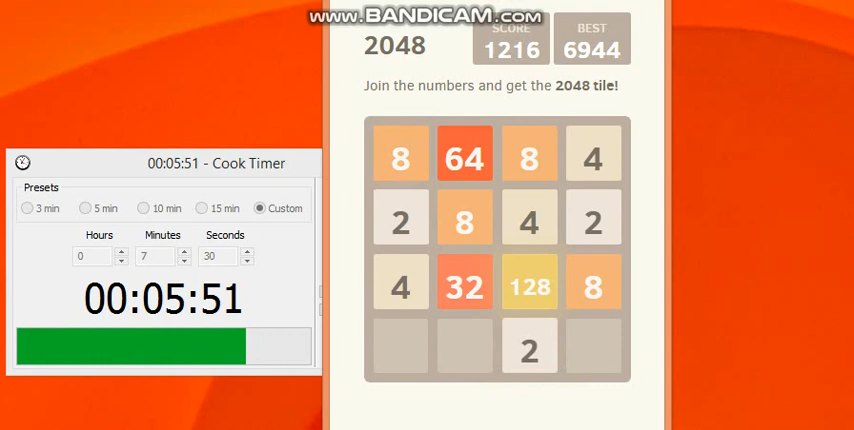 www.BANDICAM.com
2048
SCORE
1216
BEST
6944
Join the numbers and get the 2048 tile!
8 64 8 4
2 8 4 2
4 32 128 8
2
00:05:51 - Cook Timer
Presets
3 min 5 min 10 min 15 min Custom
Hours Minutes Seconds
0 7 30
00:05:51